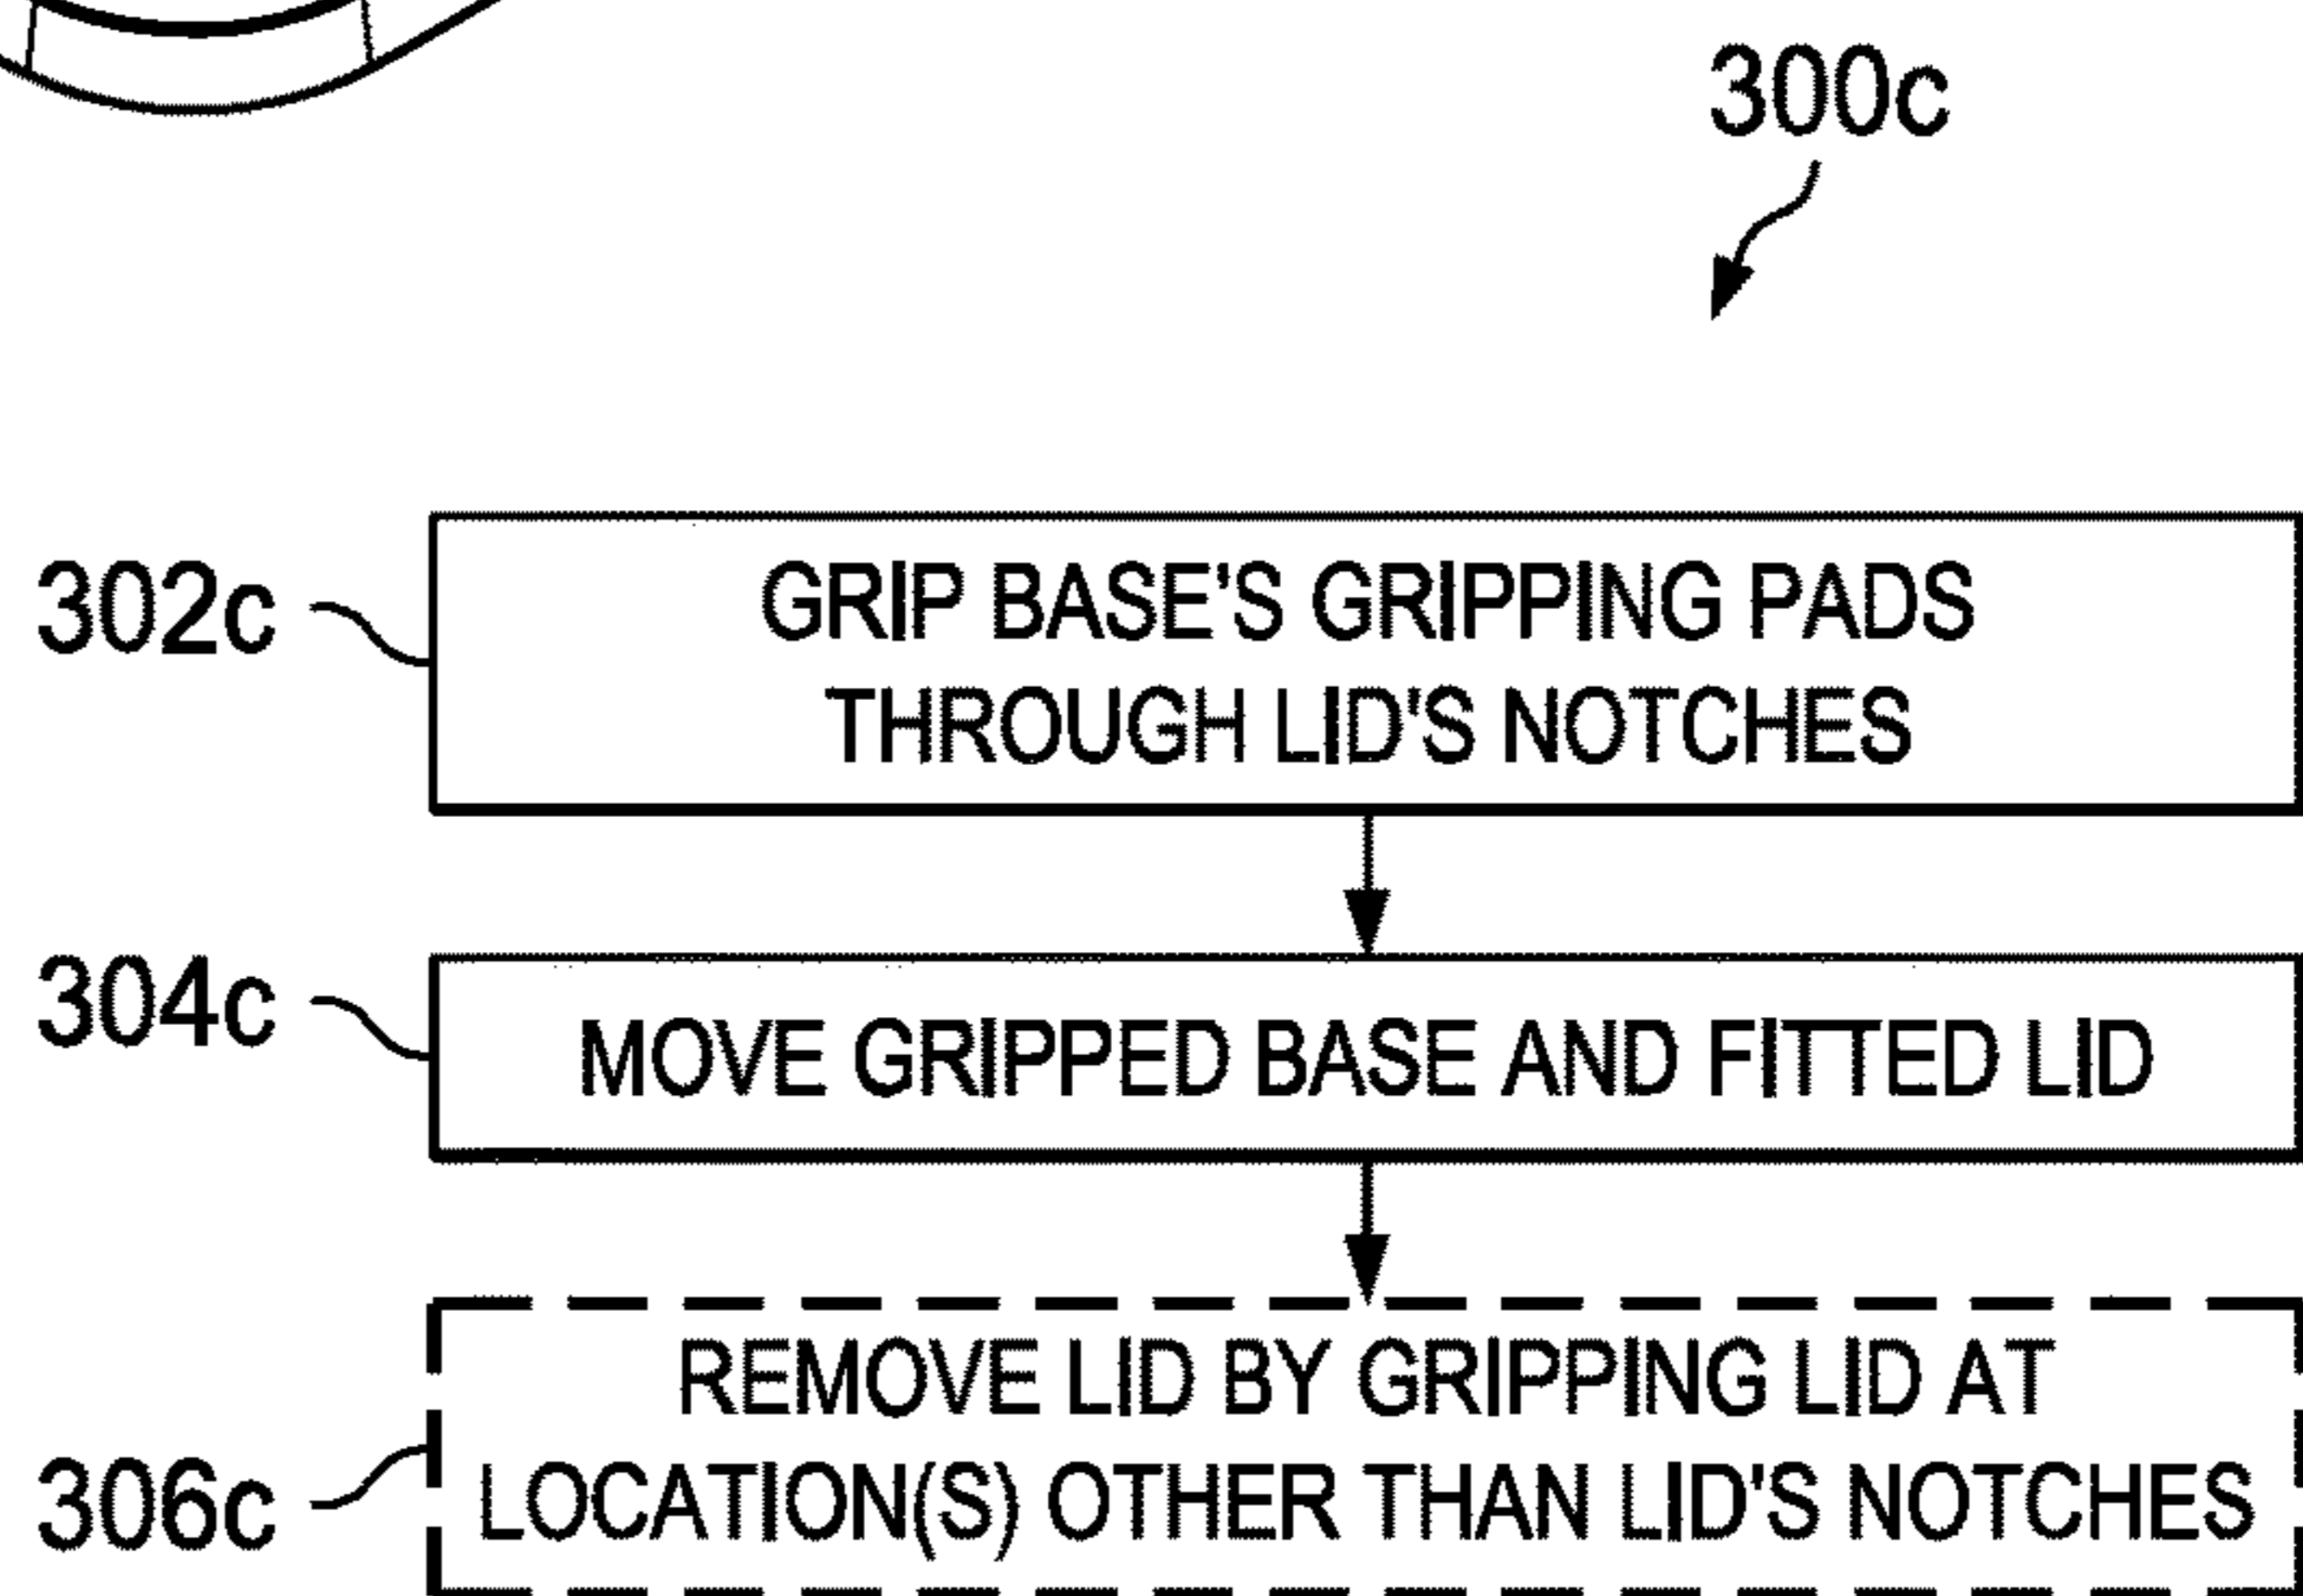 300c
302c
GRIP BASE'S GRIPPING PADS
THROUGH LID'S NOTCHES
304c
MOVE GRIPPED BASE AND FITTED LID
306c
REMOVE LID BY GRIPPING LID AT
LOCATION(S) OTHER THAN LID'S NOTCHES